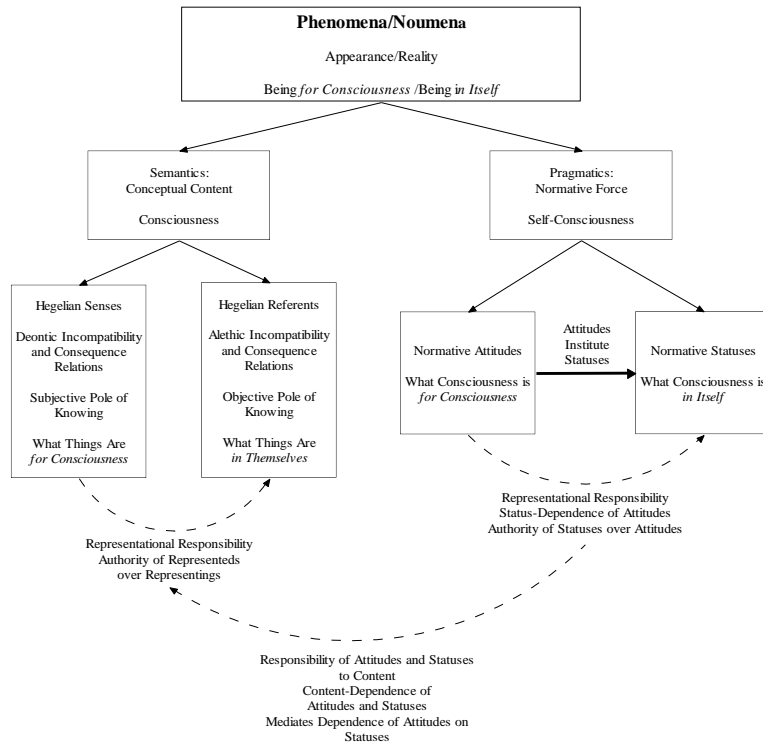 Phenomena/Noumena
Appearance/Reality
Being for Consciousness /Being in Itself
Semantics:
Conceptual Content
Consciousness
Pragmatics:
Normative Force
Self-Consciousness
Hegelian Senses
Deontic Incompatibility
and Consequence
Relations
Subjective Pole of
Knowing
What Things Are
for Consciousness
Hegelian Referents
Alethic Incompatibility
and Consequence
Relations
Objective Pole of
Knowing
What Things Are
in Themselves
Normative Attitudes
What Consciousness is
for Consciousness
Attitudes
Institute
Statuses
Normative Statuses
What Consciousness is
in Itself
Representational Responsibility
Authority of Representeds
over Representings
Representational Responsibility
Status-Dependence of Attitudes
Authority of Statuses over Attitudes
Responsibility of Attitudes and Statuses
to Content
Content-Dependence of
Attitudes and Statuses
Mediates Dependence of Attitudes on
Statuses